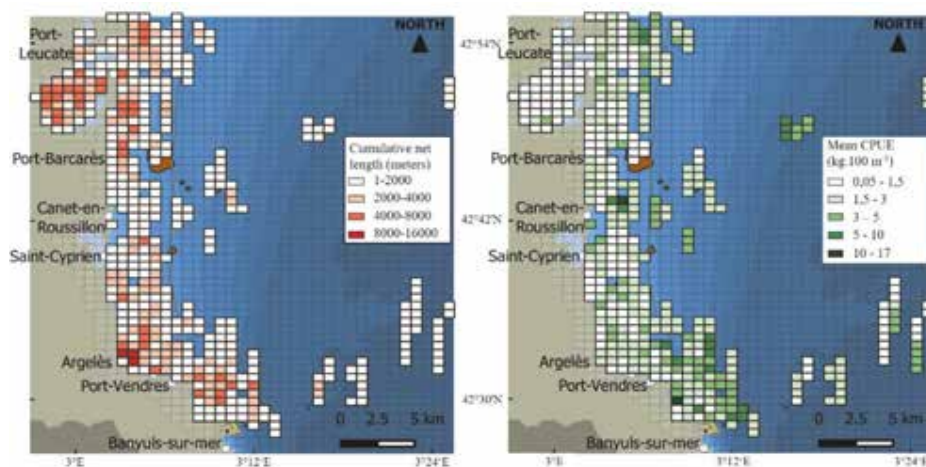 NORTH
Port-
Leucate
Port-Barcarès
Canet-en-
Roussillon
Saint-Cyprien
Argelès
Port-Vendres
Banyuls-sur-mer
Cumulative net
length (meters)
1-2000
2000-4000
4000-8000
8000-16000
0 2.5 5 km
3°E 3°12'E 3°24'E
42°54'N
42°42'N
42°30'N
NORTH
Port-
Leucate
Port-Barcarès
Canet-en-
Roussillon
Saint-Cyprien
Argelès
Port-Vendres
Banyuls-sur-mer
Mean CPUE
(kg.100 m⁻¹)
0,05 - 1,5
1,5 - 3
3 - 5
5 - 10
10 - 17
0 2.5 5 km
3°E 3°12'E 3°24'E